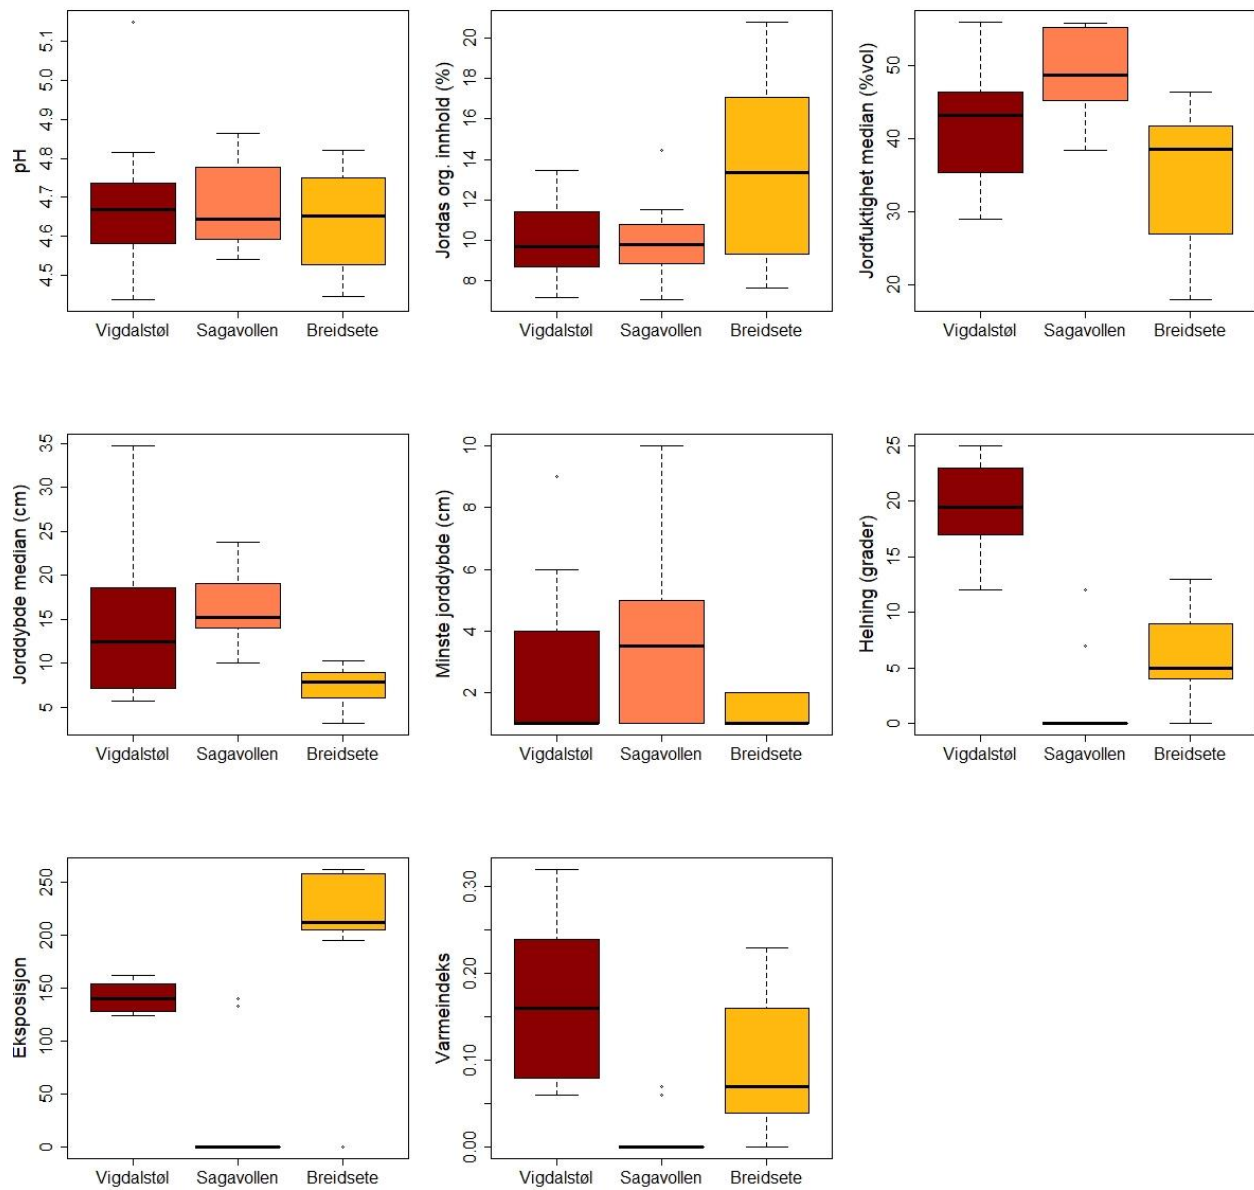 pH
5.1
5.0
4.9
4.8
4.7
4.6
4.5
Vigdalstøl Sagavollen Breidsete
Jordas org. innhold (%)
20
18
16
14
12
10
8
Vigdalstøl Sagavollen Breidsete
Jordfuktighet median (%vol)
50
40
30
20
Vigdalstøl Sagavollen Breidsete
Jorddybde median (cm)
35
30
25
20
15
10
5
Vigdalstøl Sagavollen Breidsete
Minste jorddybde (cm)
10
8
6
4
2
Vigdalstøl Sagavollen Breidsete
Helning (grader)
25
20
15
10
5
0
Vigdalstøl Sagavollen Breidsete
Eksposisjon
250
200
150
100
50
0
Vigdalstøl Sagavollen Breidsete
Varmeindeks
0.30
0.20
0.10
0.00
Vigdalstøl Sagavollen Breidsete